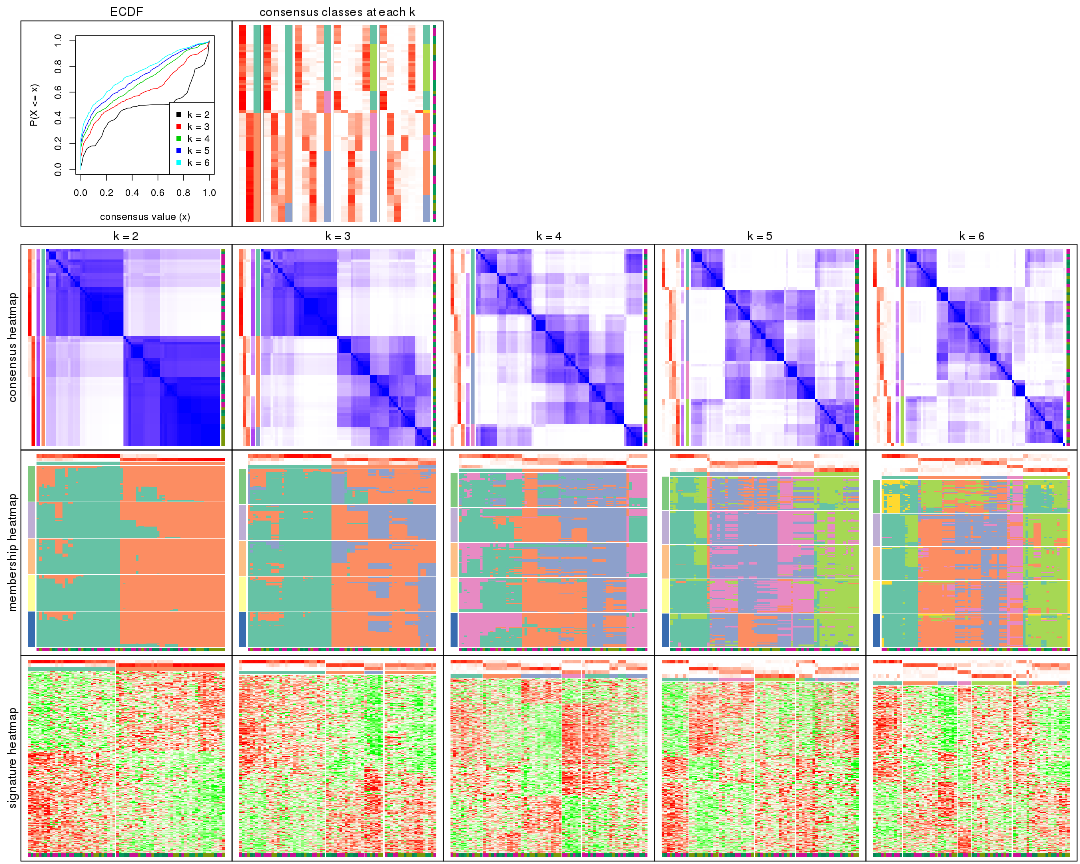 ECDF
consensus classes at each k
P(X <= x)
0.0 0.2 0.4 0.6 0.8 1.0
k = 2
k = 3
k = 4
k = 5
k = 6
0.0 0.2 0.4 0.6 0.8 1.0
consensus value (x)
k = 2
k = 3
k = 4
k = 5
k = 6
consensus heatmap
membership heatmap
signature heatmap